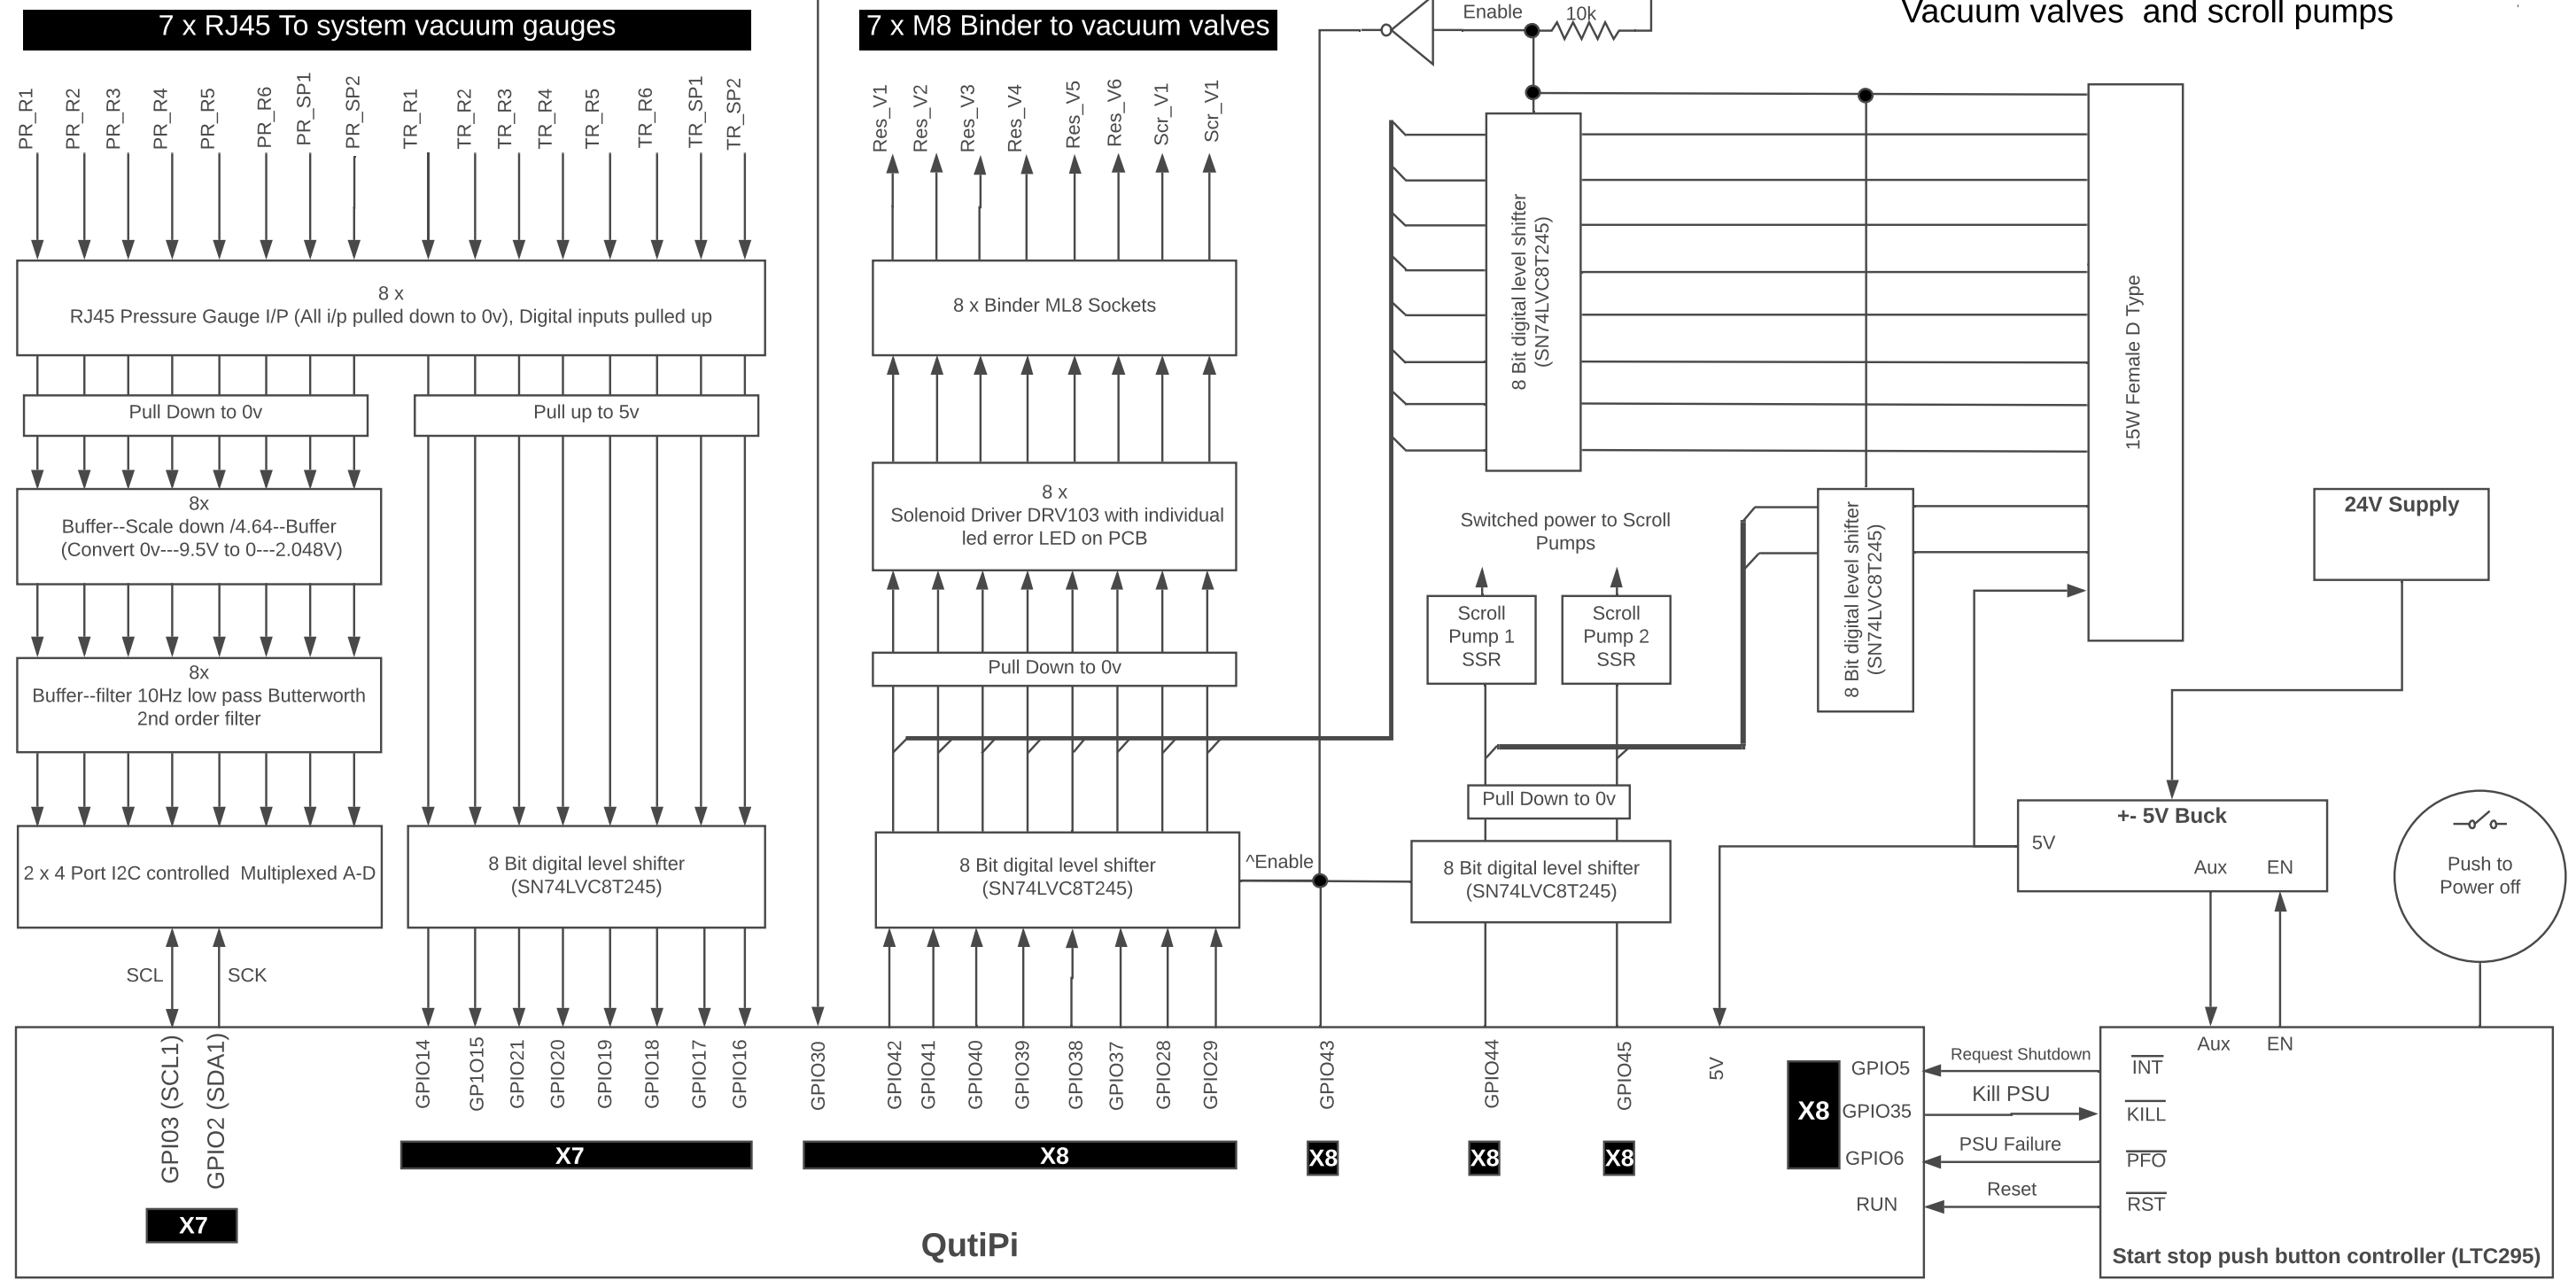 7 x RJ45 To system vacuum gauges
7 x M8 Binder to vacuum valves
Enable
10k
Vacuum valves and scroll pumps
PR_R1
PR_R2
PR_R3
PR_R4
PR_R5
PR_R6
PR_SP1
PR_SP2
TR_R1
TR_R2
TR_R3
TR_R4
TR_R5
TR_R6
TR_SP1
TR_SP2
Res_V1
Res_V2
Res_V3
Res_V4
Res_V5
Res_V6
Scr_V1
Scr_V1
8 x
RJ45 Pressure Gauge I/P (All i/p pulled down to 0v), Digital inputs pulled up
8 x Binder ML8 Sockets
8 Bit digital level shifter
(SN74LVC8T245)
15W Female D Type
Pull Down to 0v
Pull up to 5v
8x
Buffer--Scale down /4.64--Buffer
(Convert 0v---9.5V to 0---2.048V)
8 x
Solenoid Driver DRV103 with individual
led error LED on PCB
Switched power to Scroll
Pumps
8 Bit digital level shifter
(SN74LVC8T245)
24V Supply
Scroll
Pump 1
SSR
Scroll
Pump 2
SSR
8x
Buffer--filter 10Hz low pass Butterworth
2nd order filter
Pull Down to 0v
Pull Down to 0v
+- 5V Buck
5V
Aux
EN
Push to
Power off
2 x 4 Port I2C controlled Multiplexed A-D
8 Bit digital level shifter
(SN74LVC8T245)
8 Bit digital level shifter
(SN74LVC8T245)
^Enable
8 Bit digital level shifter
(SN74LVC8T245)
SCL
SCK
GPI03 (SCL1)
GPIO2 (SDA1)
GPIO14
GP1O15
GPIO21
GPIO20
GPIO19
GPIO18
GPIO17
GPIO16
GPIO30
GPIO42
GPIO41
GPIO40
GPIO39
GPIO38
GPIO37
GPIO28
GPIO29
GPIO43
GPIO44
GPIO45
5V
X8
GPIO5
GPIO35
GPIO6
RUN
Request Shutdown
Kill PSU
PSU Failure
Reset
Aux
EN
INT
KILL
PFO
RST
X7
X8
X8
X8
X8
X7
QutiPi
Start stop push button controller (LTC295)